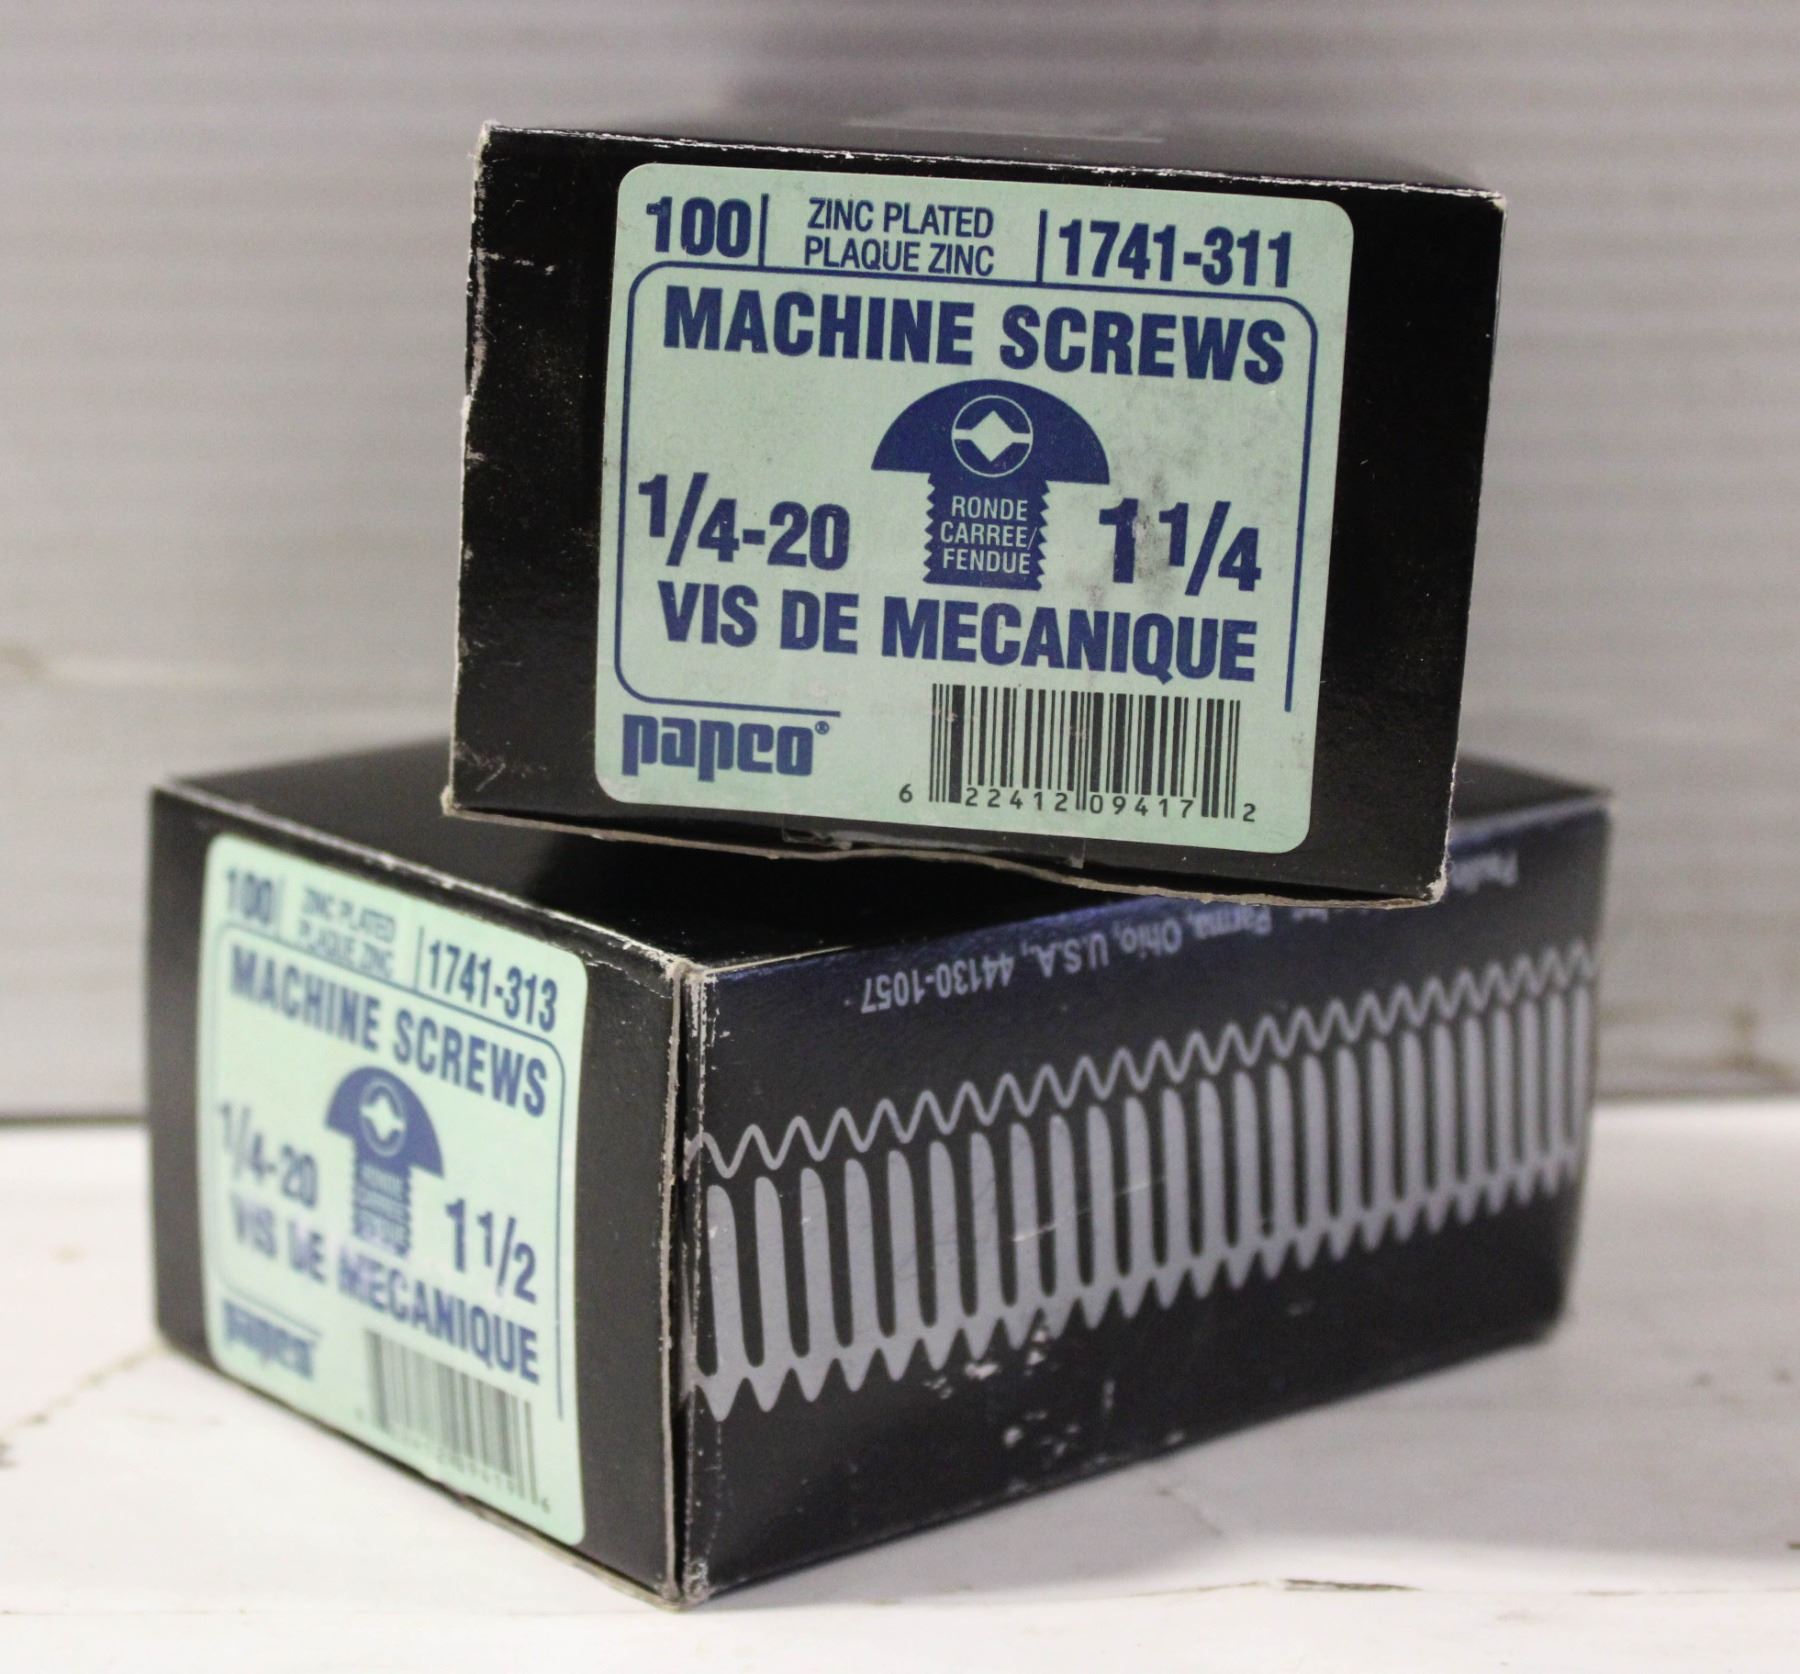 100 ZINC PLATED 1741-311
PLAQUE ZINC
MACHINE SCREWS
RONDE
CARREE/
FENDUE
1/4-20 1 1/4
VIS DE MECANIQUE
papco®
6 22412 09417 2
100 ZINC PLATED 1741-313
PLAQUE ZINC
MACHINE SCREWS
RONDE
1/4-20 1 1/2
VIS DE MECANIQUE
papco
Parma, Ohio, U.S.A., 44130-1057